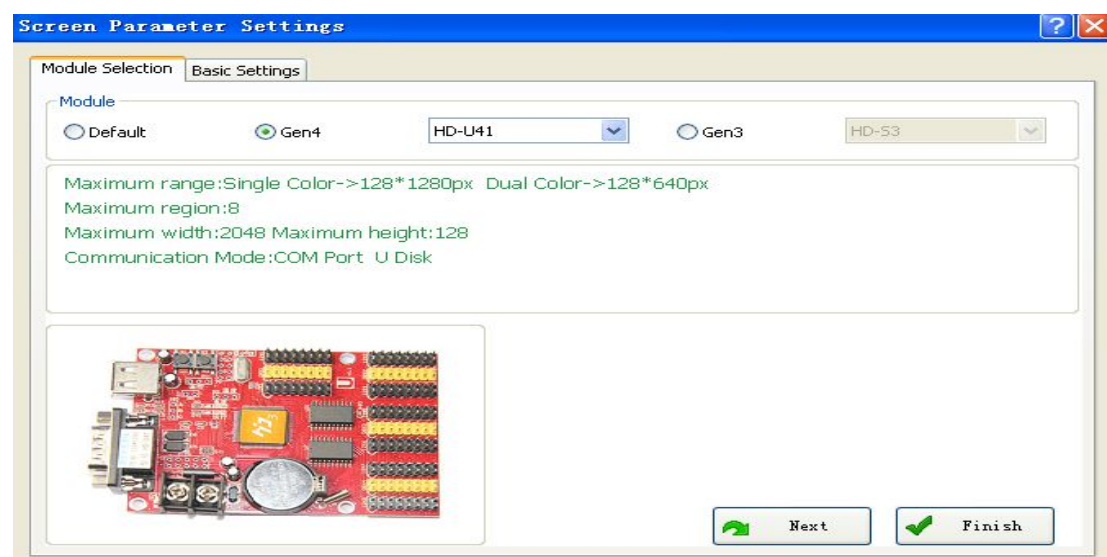 Screen Parameter Settings
Module Selection Basic Settings
Module
Default Gen4 HD-U41 Gen3 HD-S3
Maximum range:Single Color->128*1280px Dual Color->128*640px
Maximum region:8
Maximum width:2048 Maximum height:128
Communication Mode:COM Port U Disk
Next Finish